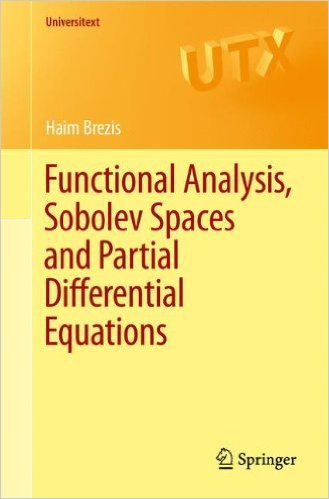 Universitext
UTX
Haim Brezis
Functional Analysis,
Sobolev Spaces
and Partial
Differential
Equations
Springer